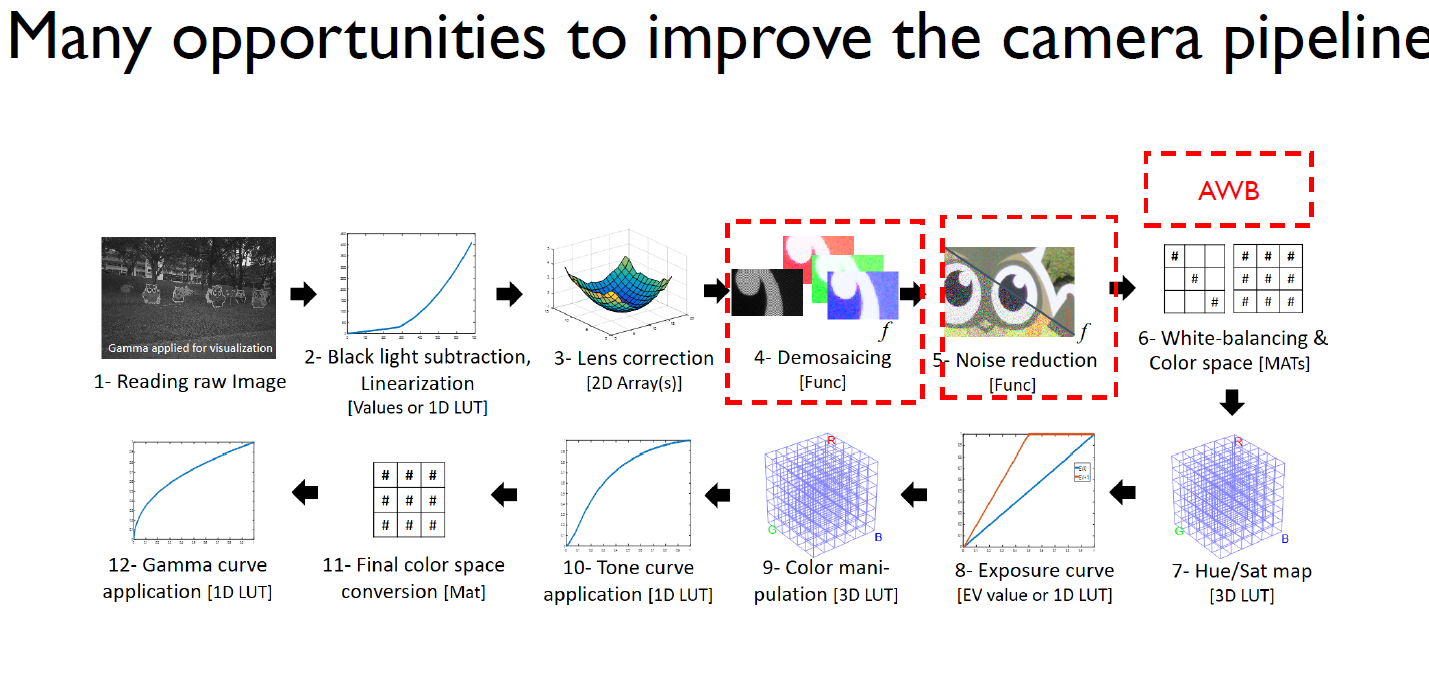 Many opportunities to improve the camera pipeline
AWB
Gamma applied for visualization
1- Reading raw Image
2- Black light subtraction,
Linearization
[Values or 1D LUT]
3- Lens correction
[2D Array(s)]
f
4- Demosaicing
[Func]
f
5- Noise reduction
[Func]
# # # #
# # # #
# # # #
6- White-balancing &
Color space [MATs]
12- Gamma curve
application [1D LUT]
# # #
# # #
# # #
11- Final color space
conversion [Mat]
10- Tone curve
application [1D LUT]
R
G
B
9- Color mani-
pulation [3D LUT]
8- Exposure curve
[EV value or 1D LUT]
R
G
B
7- Hue/Sat map
[3D LUT]